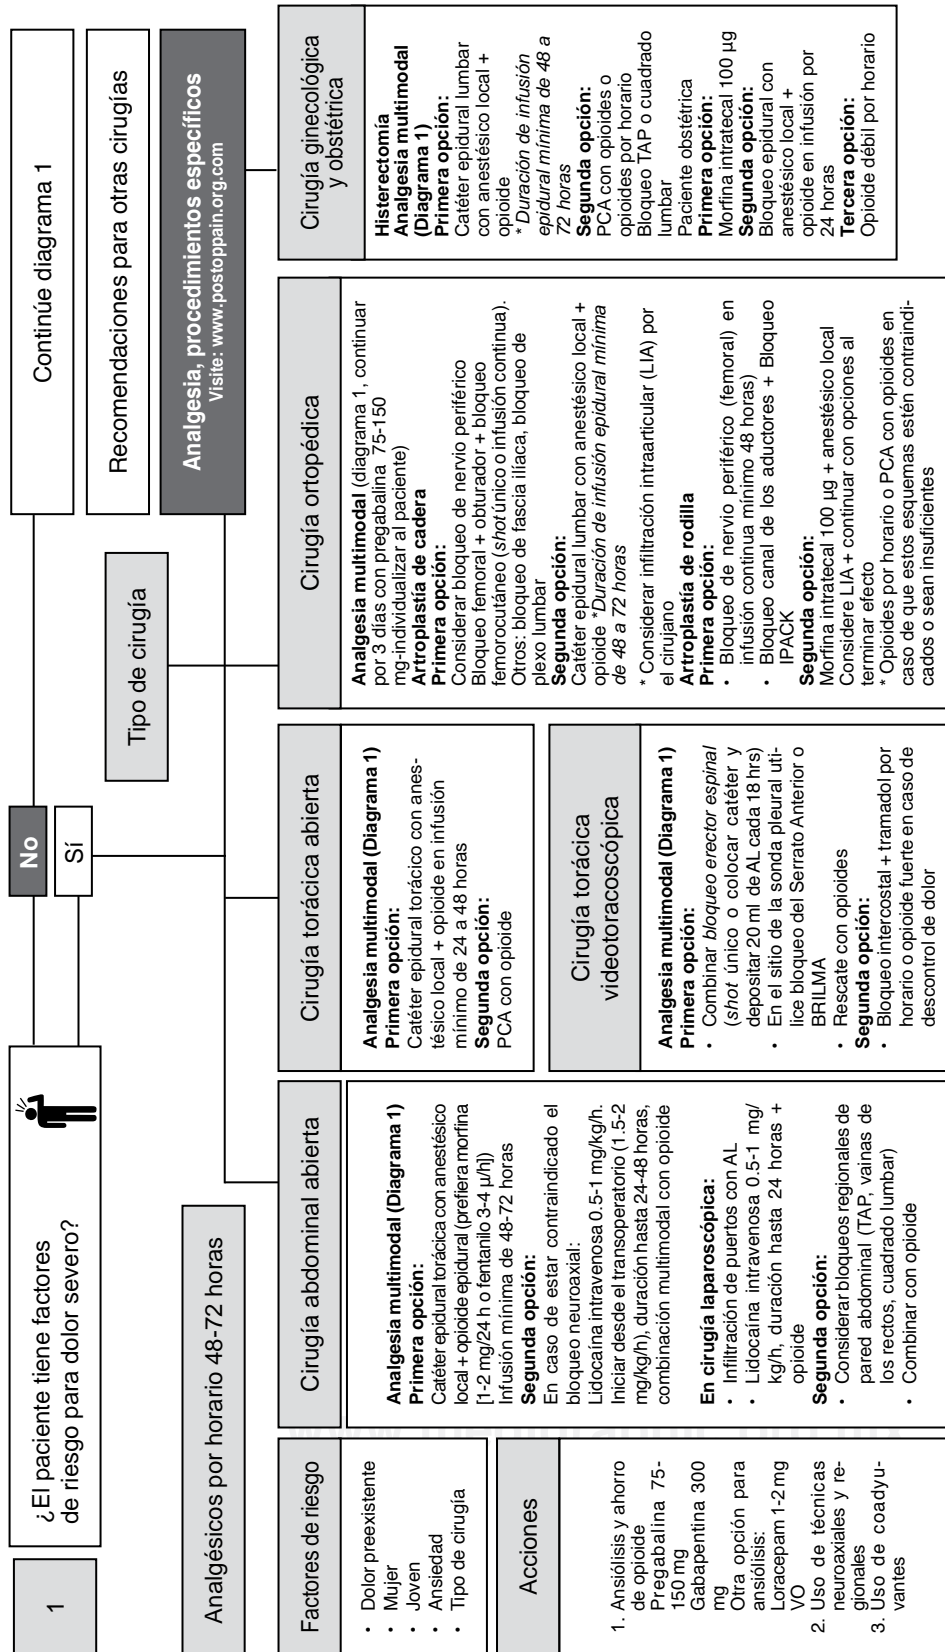 1
¿El paciente tiene factores
de riesgo para dolor severo?
No
Sí
Continúe diagrama 1
Analgésicos por horario 48-72 horas
Tipo de cirugía
Recomendaciones para otras cirugías
Analgesia, procedimientos específicos
Visite: www.postoppain.org.com
Factores de riesgo
• Dolor preexistente
• Mujer
• Joven
• Ansiedad
• Tipo de cirugía
Acciones
1. Ansiólisis y ahorro
de opioide
Pregabalina 75-
150 mg
Gabapentina 300
mg
Otra opción para
ansiólisis:
Loracepam 1-2 mg
VO
2. Uso de técnicas
neuroaxiales y re-
gionales
3. Uso de coadyu-
vantes
Cirugía abdominal abierta
Analgesia multimodal (Diagrama 1)
Primera opción:
Catéter epidural torácica con anestésico
local + opioide epidural (prefiera morfina
[1-2 mg/24 h o fentanilo 3-4 µ/h])
Infusión mínima de 48-72 horas
Segunda opción:
En caso de estar contraindicado el
bloqueo neuroaxial:
Lidocaína intravenosa 0.5-1 mg/kg/h.
Iniciar desde el transoperatorio (1.5-2
mg/kg/h), duración hasta 24-48 horas,
combinación multimodal con opioide
En cirugía laparoscópica:
• Infiltración de puertos con AL
• Lidocaína intravenosa 0.5-1 mg/
kg/h, duración hasta 24 horas +
opioide
Segunda opción:
• Considerar bloqueos regionales de
pared abdominal (TAP, vainas de
los recto, cuadrado lumbar)
• Combinar con opioide
Cirugía torácica abierta
Analgesia multimodal (Diagrama 1)
Primera opción:
Catéter epidural torácico con anes-
tésico local + opioide en infusión
mínimo de 24 a 48 horas
Segunda opción:
PCA con opioide
Cirugía torácica
videotoracoscópica
Analgesia multimodal (Diagrama 1)
Primera opción:
• Combinar bloqueo erector espinal
(shot único o colocar catéter y
depositar 20 ml de AL cada 18 hrs)
• En el sitio de la sonda pleural uti-
lice bloqueo del Serrato Anterior o
BRILMA
• Rescate con opioides
Segunda opción:
• Bloqueo intercostal + tramadol por
horario o opioide fuerte en caso de
descontrol de dolor
Cirugía ortopédica
Analgesia multimodal (diagrama 1, continuar
por 3 días con pregabalina 75-150
mg-individualizar al paciente)
Artroplastía de cadera
Primera opción:
Considerar bloqueo de nervio periférico
Bloqueo femoral + obturador + bloqueo
femorocutáneo (shot único o infusión continua).
Otros: bloqueo de fascia ilíaca, bloqueo de
plexo lumbar
Segunda opción:
Catéter epidural lumbar con anestésico local +
opioide *Duración de infusión epidural mínima
de 48 a 72 horas
* Considerar infiltración intraarticular (LIA) por
el cirujano
Artroplastía de rodilla
Primera opción:
• Bloqueo de nervio periférico (femoral) en
infusión continua mínimo 48 horas)
• Bloqueo canal de los aductores + Bloqueo
IPACK
Segunda opción:
Morfina intratecal 100 µg + anestésico local
Considere LIA + continuar con opciones al
terminar efecto
* Opioides por horario o PCA con opioides en
caso de que estos esquemas estén contraindi-
cados o sean insuficientes
Cirugía ginecológica
y obstétrica
Histerectomía
Analgesia multimodal
(Diagrama 1)
Primera opción:
Catéter epidural lumbar
con anestésico local +
opioide
* Duración de infusión
epidural mínima de 48 a
72 horas
Segunda opción:
PCA con opioides o
opioides por horario
Bloqueo TAP o cuadrado
lumbar
Paciente obstétrica
Primera opción:
Morfina intratecal 100 µg
Segunda opción:
Bloqueo epidural con
anestésico local +
opioide en infusión por
24 horas
Tercera opción:
Opioide débil por horario